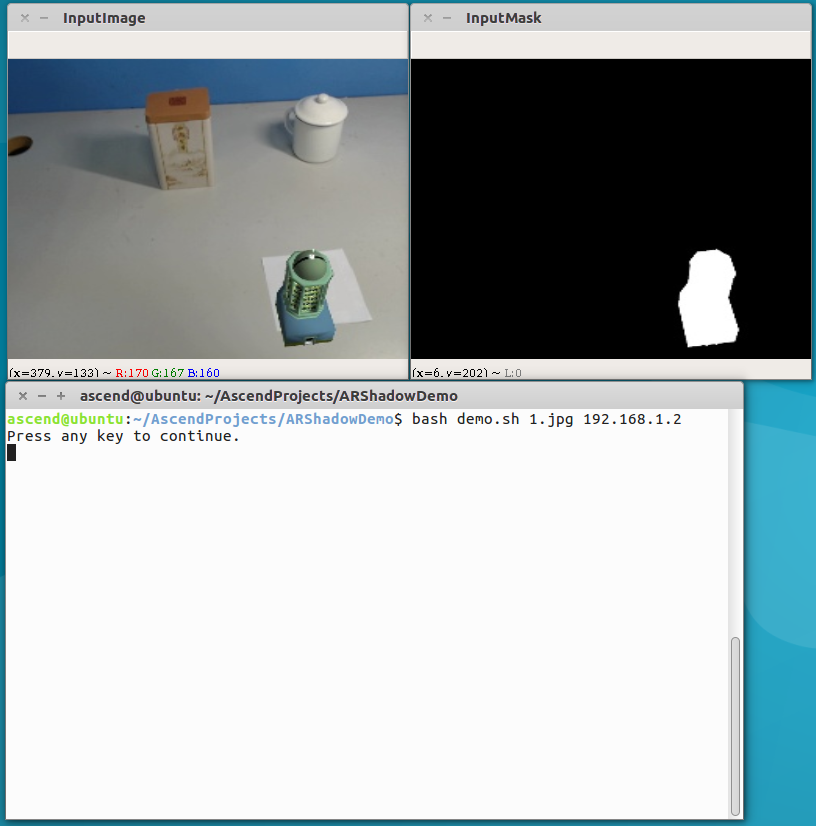 InputImage
InputMask
(x=379, y=133) ~ R:170 G:167 B:160
(x=6, y=202) ~ L:0
ascend@ubuntu: ~/AscendProjects/ARShadowDemo
ascend@ubuntu:~/AscendProjects/ARShadowDemo$ bash demo.sh 1.jpg 192.168.1.2
Press any key to continue.